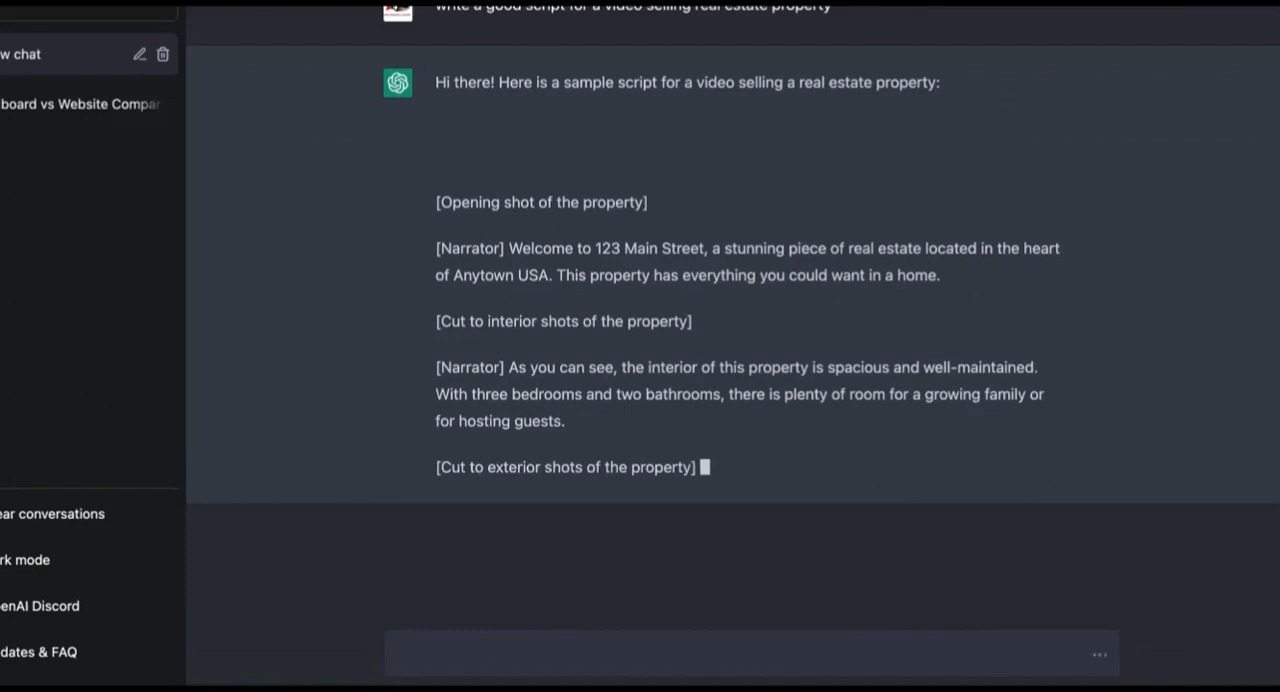 write a good script for a video selling real estate property
w chat
board vs Website Compar
Hi there! Here is a sample script for a video selling a real estate property:
[Opening shot of the property]
[Narrator] Welcome to 123 Main Street, a stunning piece of real estate located in the heart
of Anytown USA. This property has everything you could want in a home.
[Cut to interior shots of the property]
[Narrator] As you can see, the interior of this property is spacious and well-maintained.
With three bedrooms and two bathrooms, there is plenty of room for a growing family or
for hosting guests.
[Cut to exterior shots of the property]
ear conversations
rk mode
enAI Discord
dates & FAQ